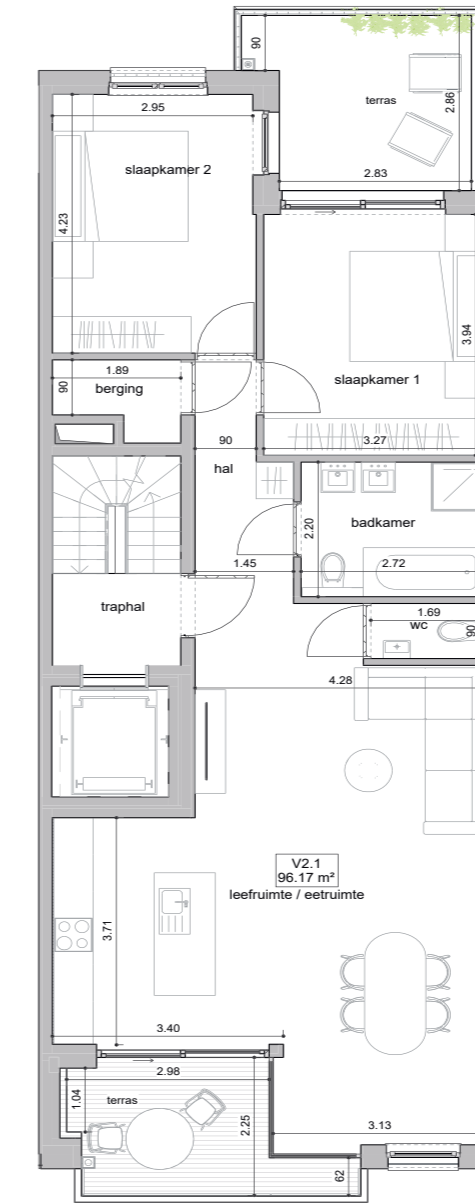 90
terras
2.86
2.95
slaapkamer 2
2.83
4.23
3.94
1.89
slaapkamer 1
90
berging
90
3.27
hal
badkamer
2.20
1.45
2.72
traphal
1.69
wc
90
4.28
V2.1
96.17 m²
leefruimte / eetruimte
3.71
3.40
2.98
1.04
terras
2.25
3.13
62